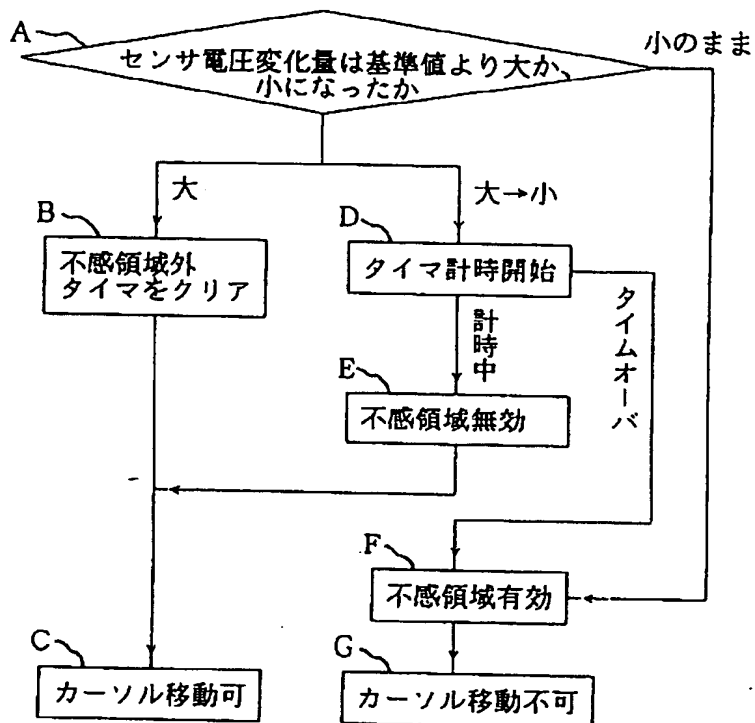 A
センサ電圧変化量は基準値より大か、
小になったか
小のまま
大
大→小
B
不感領域外
タイマをクリア
D
タイマ計時開始
計時中
タイムオーバ
E
不感領域無効
F
不感領域有効
C
カーソル移動可
G
カーソル移動不可